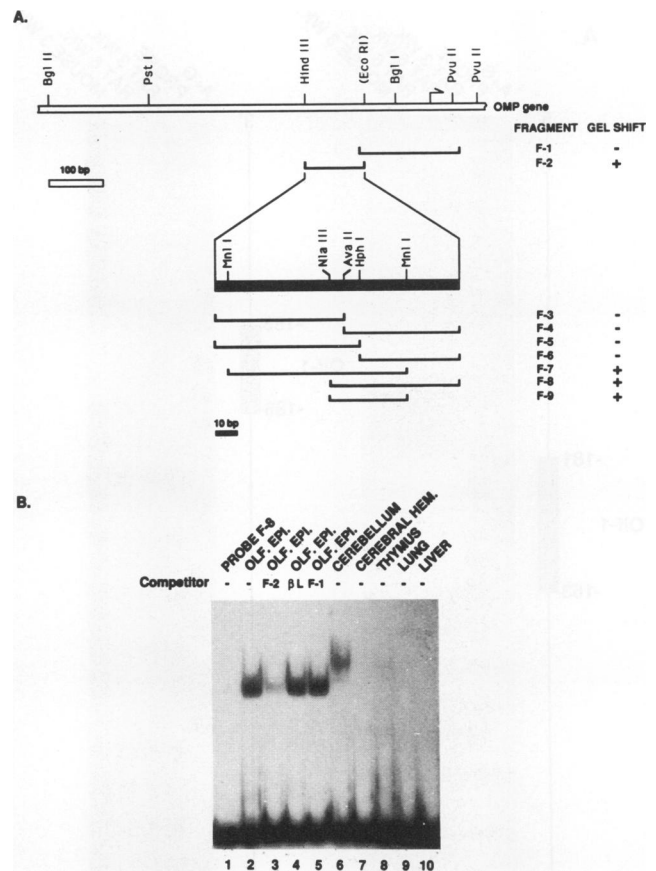 A.
Bgl II
Pst I
Hind III
(Eco RI)
Bgl I
Pvu II
Pvu II
OMP gene
FRAGMENT GEL SHIFT
F-1 -
F-2 +
100 bp
Mnl I
Nla III
Ava II
Hph I
Mnl I
F-3 -
F-4 -
F-5 -
F-6 -
F-7 +
F-8 +
F-9 +
10 bp
B.
PROBE F-8
OLF. EPI.
OLF. EPI.
OLF. EPI.
OLF. EPI.
CEREBELLUM
CEREBRAL HEM.
THYMUS
LUNG
LIVER
Competitor - - F-2 βL F-1 - - - - -
1 2 3 4 5 6 7 8 9 10